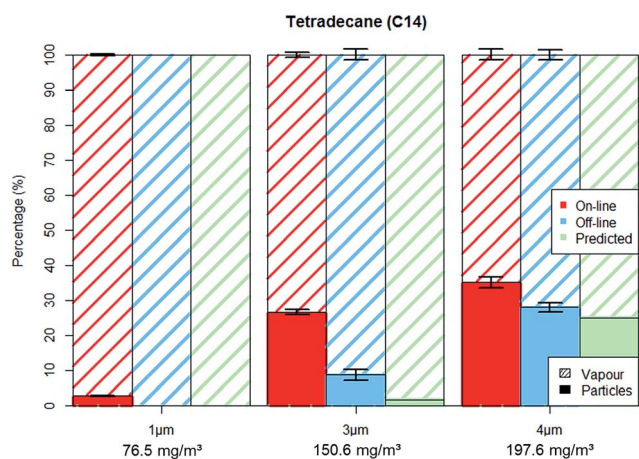 Tetradecane (C14)
Percentage (%)
100
90
80
70
60
50
40
30
20
10
0
On-line
Off-line
Predicted
Vapour
Particles
1µm
3µm
4µm
76.5 mg/m³
150.6 mg/m³
197.6 mg/m³